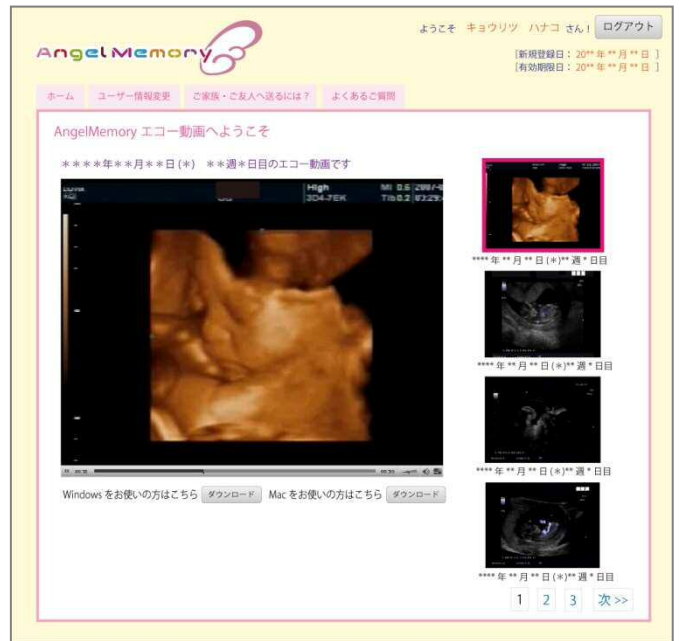 AngelMemory
ようこそ キョウリツ ハナコ さん! ログアウト
[新規登録日: 20** 年 ** 月 ** 日 ]
[有効期限日: 20** 年 ** 月 ** 日 ]
ホーム ユーザー情報変更 ご家族・ご友人へ送るには? よくあるご質問
AngelMemory エコー動画へようこそ
****年**月**日(*) **週*日目のエコー動画です
High MI 0.6
3D4-7EK TIb 0.2
**** 年 ** 月 ** 日 (*)** 週 * 日目
**** 年 ** 月 ** 日 (*)** 週 * 日目
**** 年 ** 月 ** 日 (*)** 週 * 日目
Windows をお使いの方はこちら ダウンロード Mac をお使いの方はこちら ダウンロード
**** 年 ** 月 ** 日 (*)** 週 * 日目
1 2 3 次 >>